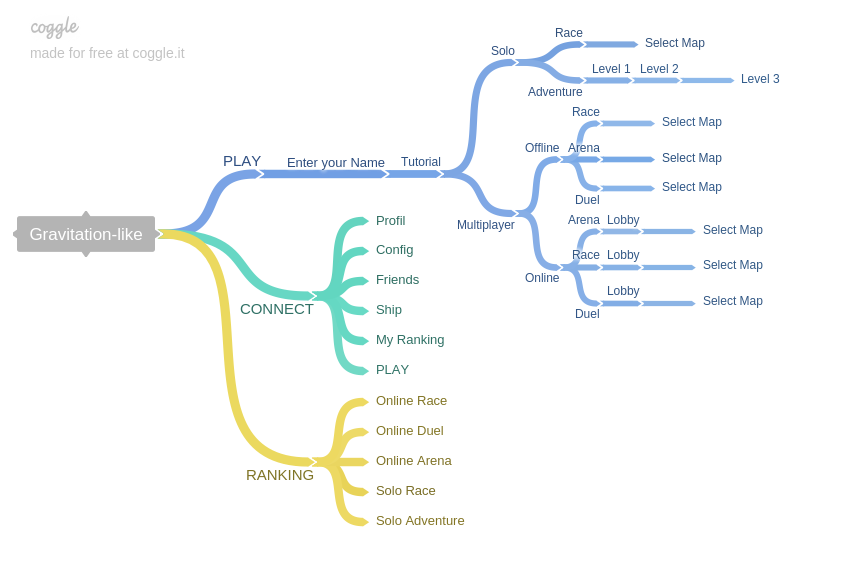 coggle
made for free at coggle.it
Gravitation-like
PLAY
Enter your Name
Tutorial
Solo
Race
Select Map
Adventure
Level 1
Level 2
Level 3
Multiplayer
Offline
Race
Select Map
Arena
Select Map
Duel
Select Map
Online
Arena
Lobby
Select Map
Race
Lobby
Select Map
Duel
Lobby
Select Map
CONNECT
Profil
Config
Friends
Ship
My Ranking
PLAY
RANKING
Online Race
Online Duel
Online Arena
Solo Race
Solo Adventure